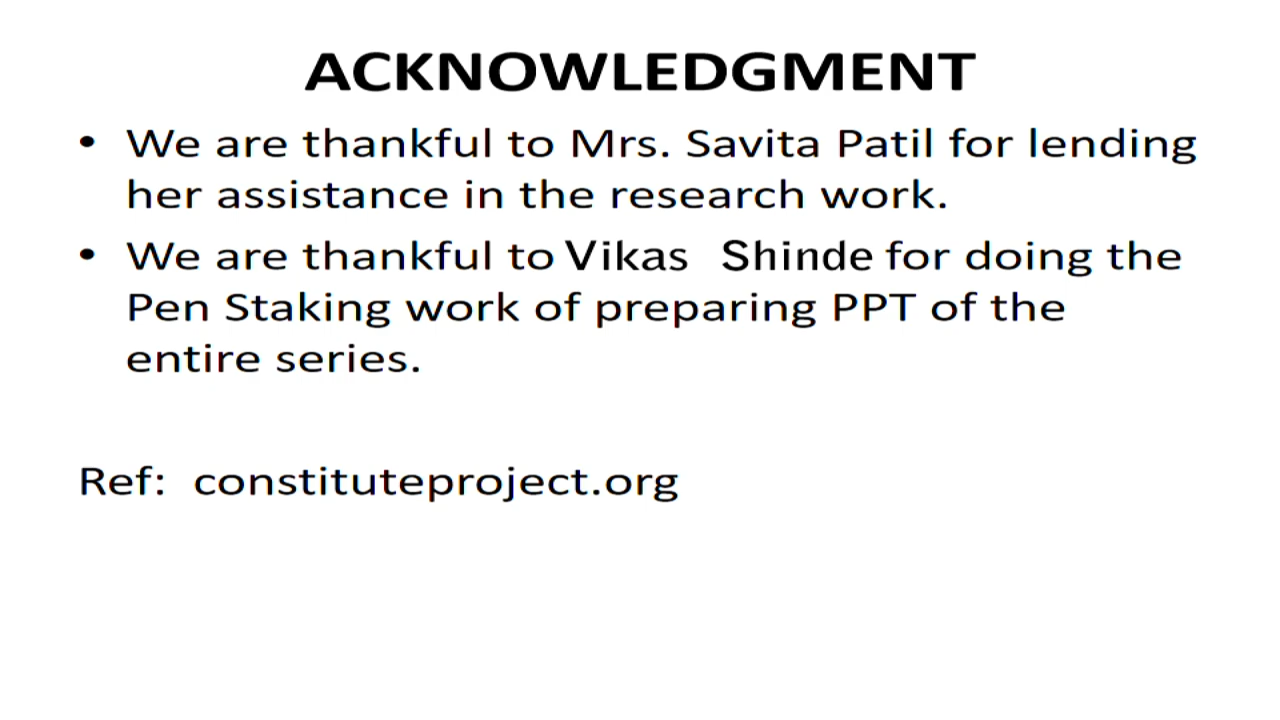 ACKNOWLEDGMENT
• We are thankful to Mrs. Savita Patil for lending
her assistance in the research work.
• We are thankful to Vikas Shinde for doing the
Pen Staking work of preparing PPT of the
entire series.
Ref: constituteproject.org